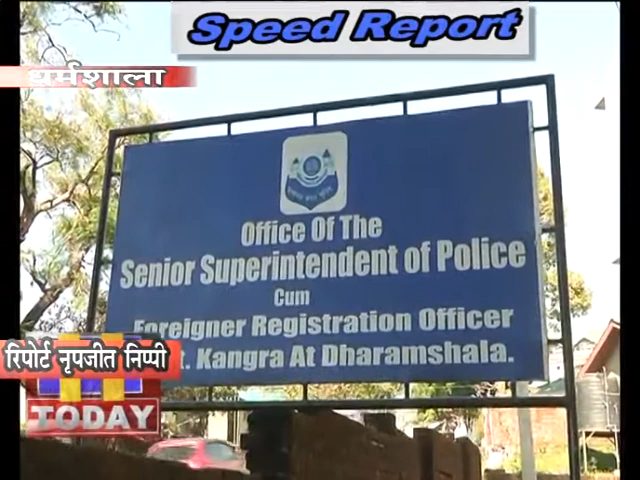 Speed Report
धर्मशाला
Office Of The
Senior Superintendent of Police
Cum
Foreigner Registration Officer
रिपोर्ट नृपजीत निप्पी
t. Kangra At Dharamshala.
TODAY